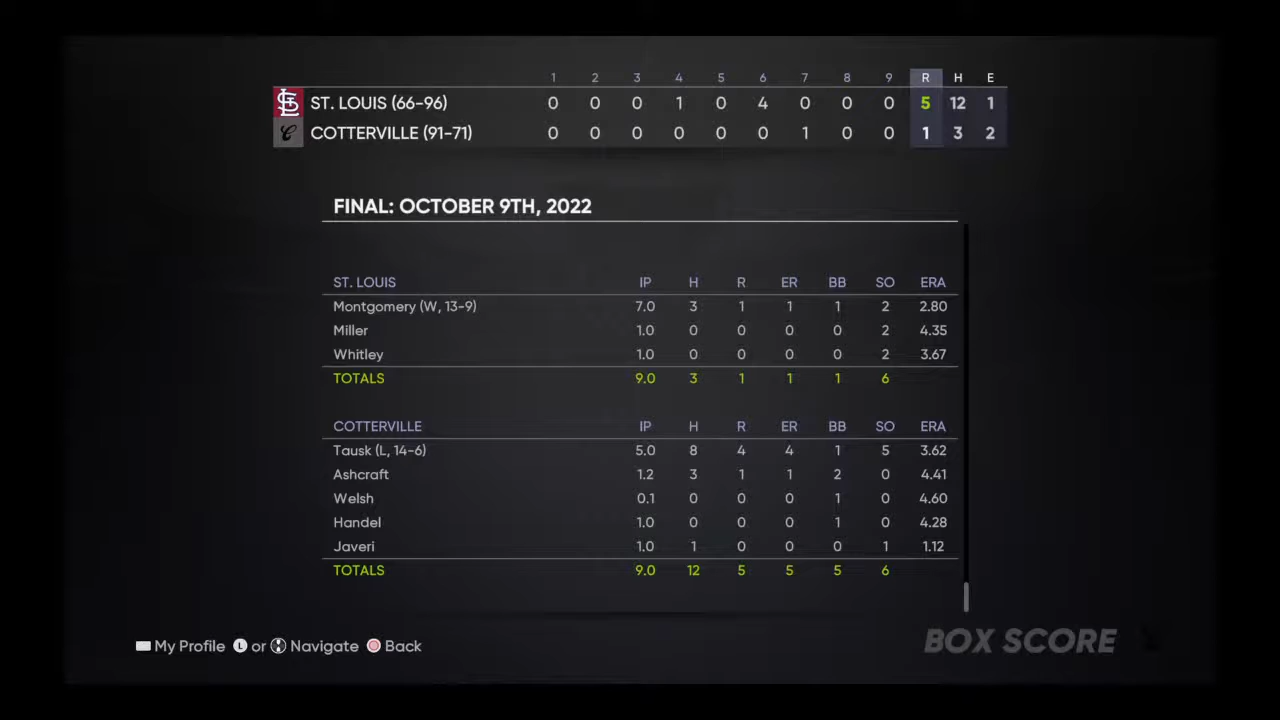 1 2 3 4 5 6 7 8 9 R H E
ST. LOUIS (66-96) 0 0 0 1 0 4 0 0 0 5 12 1
COTTERVILLE (91-71) 0 0 0 0 0 0 1 0 0 1 3 2
FINAL: OCTOBER 9TH, 2022
ST. LOUIS IP H R ER BB SO ERA
Montgomery (W, 13-9) 7.0 3 1 1 1 2 2.80
Miller 1.0 0 0 0 0 2 4.35
Whitley 1.0 0 0 0 0 2 3.67
TOTALS 9.0 3 1 1 1 6
COTTERVILLE IP H R ER BB SO ERA
Tausk (L, 14-6) 5.0 8 4 4 1 5 3.62
Ashcraft 1.2 3 1 1 2 0 4.41
Welsh 0.1 0 0 0 1 0 4.60
Handel 1.0 0 0 0 1 0 4.28
Javeri 1.0 1 0 0 0 1 1.12
TOTALS 9.0 12 5 5 5 6
My Profile L or Navigate Back
BOX SCORE